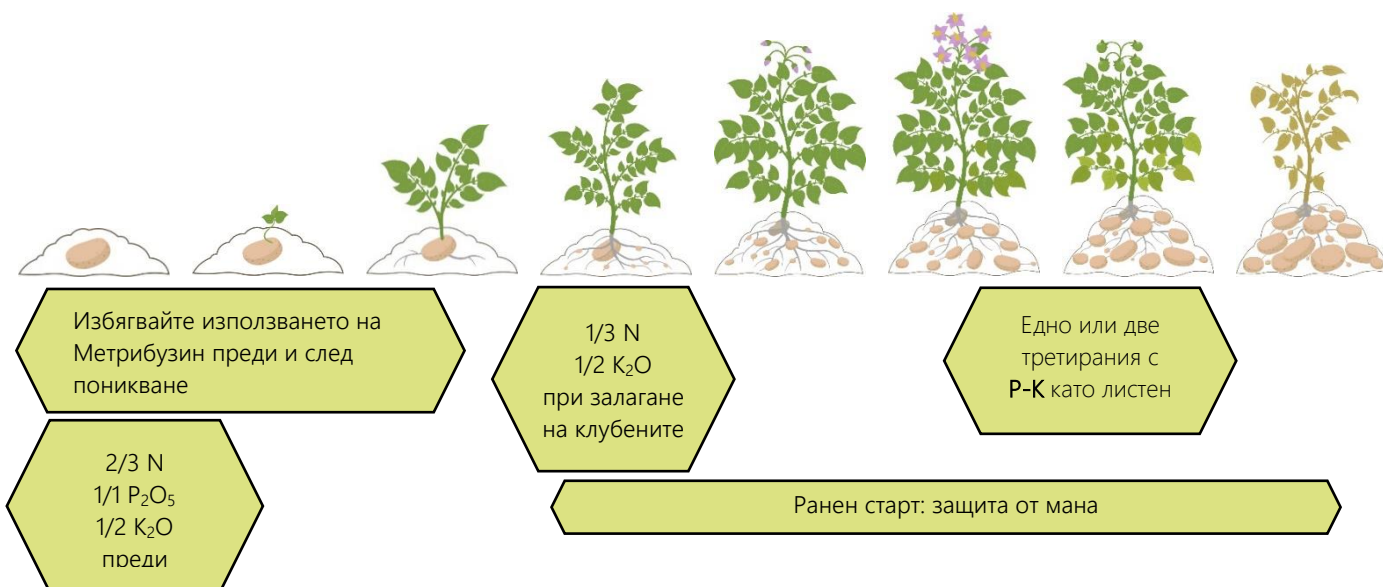 Избягвайте използването на
Метрибузин преди и след
поникване
1/3 N
1/2 K₂O
при залагане
на клубените
Едно или две
третирания с
P-K като листен
2/3 N
1/1 P₂O₅
1/2 K₂O
преди
Ранен старт: защита от мана